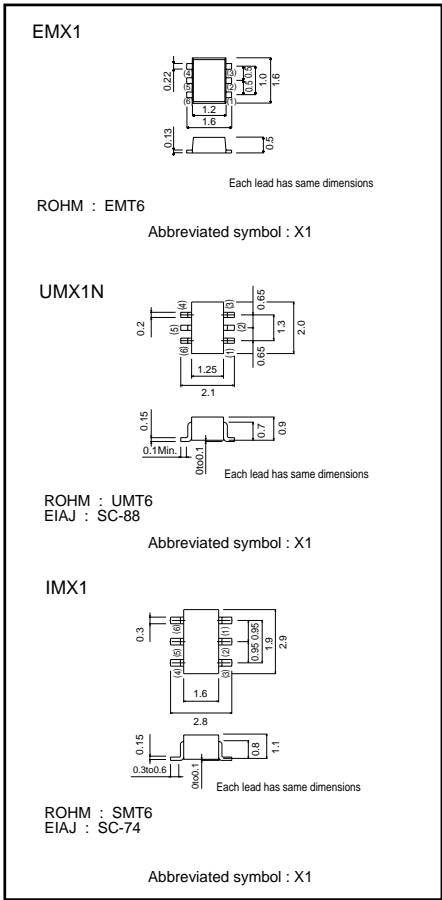 EMX1
0.22
(4)
(3)
(5)
(2)
(6)
(1)
0.5 0.5
1.0
1.6
1.2
1.6
0.13
0.5
Each lead has same dimensions
ROHM : EMT6
Abbreviated symbol : X1
UMX1N
0.2
(4)
(3)
(5)
(2)
(6)
(1)
0.65
1.3
0.65
2.0
1.25
2.1
0.15
0.1Min.
0to0.1
0.7
0.9
Each lead has same dimensions
ROHM : UMT6
EIAJ : SC-88
Abbreviated symbol : X1
IMX1
0.3
(6)
(1)
(5)
(2)
(4)
(3)
0.95 0.95
1.9
2.9
1.6
2.8
0.15
0.3to0.6
0to0.1
0.8
1.1
Each lead has same dimensions
ROHM : SMT6
EIAJ : SC-74
Abbreviated symbol : X1